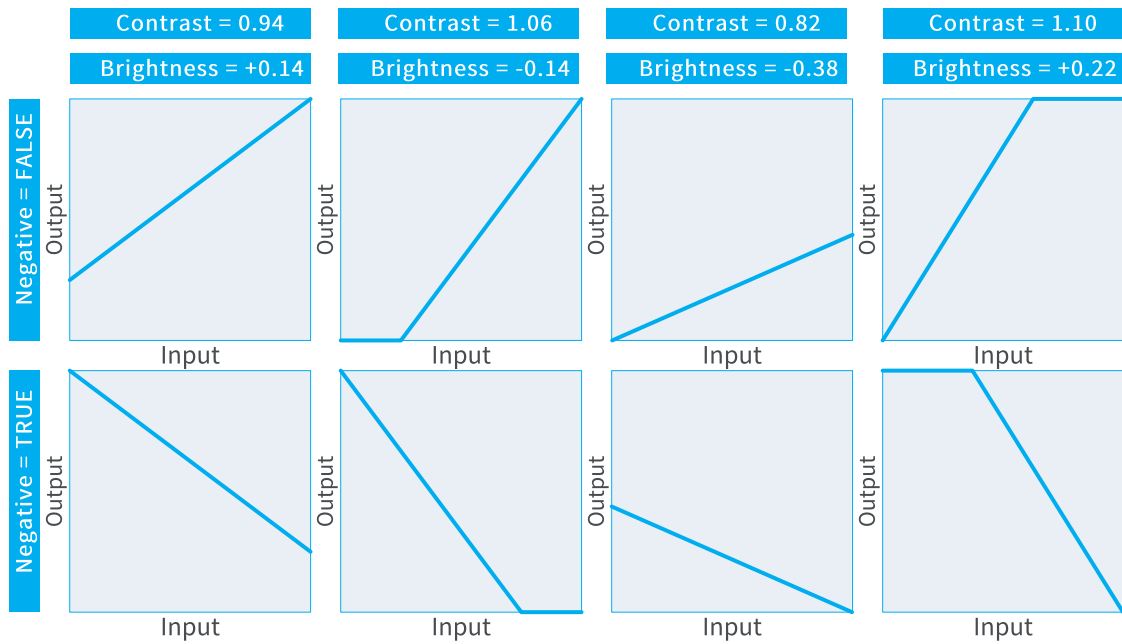 Contrast = 0.94
Contrast = 1.06
Contrast = 0.82
Contrast = 1.10
Brightness = +0.14
Brightness = -0.14
Brightness = -0.38
Brightness = +0.22
Negative = FALSE
Output
Output
Output
Output
Input
Input
Input
Input
Negative = TRUE
Output
Output
Output
Output
Input
Input
Input
Input